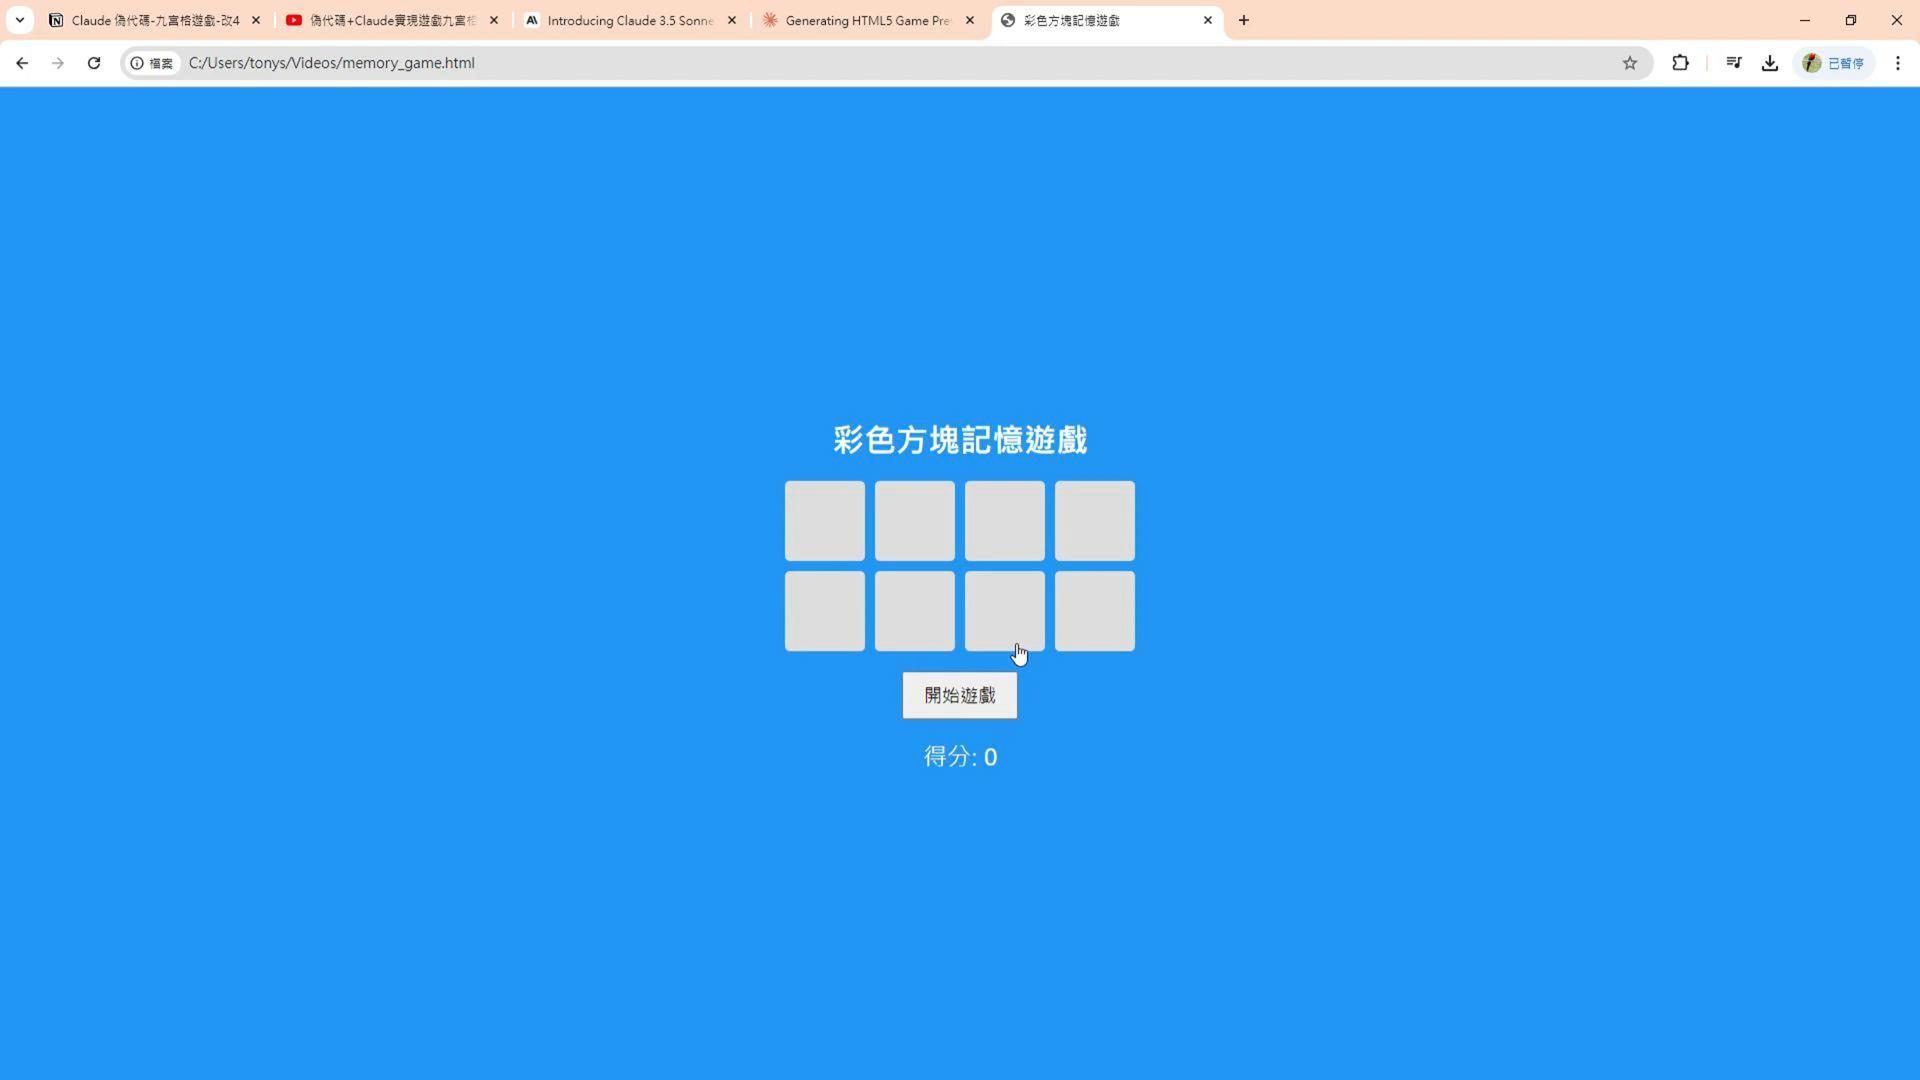 Claude 偽代碼-九宮格遊戲-改4
偽代碼+Claude實現遊戲九宮格
Introducing Claude 3.5 Sonne
Generating HTML5 Game Pre
彩色方塊記憶遊戲
檔案
C:/Users/tonys/Videos/memory_game.html
已暫停
彩色方塊記憶遊戲
開始遊戲
得分: 0